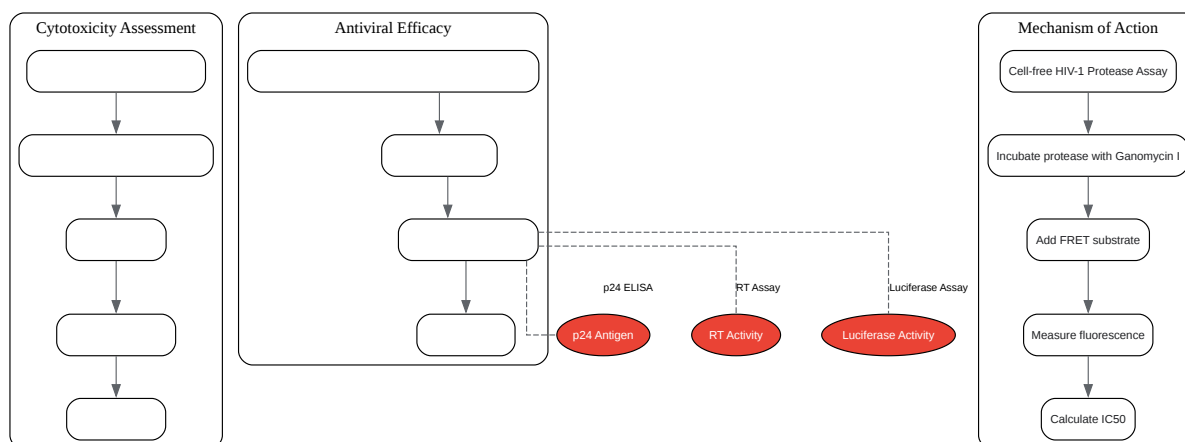 Cytotoxicity Assessment
Antiviral Efficacy
p24 ELISA
RT Assay
Luciferase Assay
p24 Antigen
RT Activity
Luciferase Activity
Mechanism of Action
Cell-free HIV-1 Protease Assay
Incubate protease with Ganomycin I
Add FRET substrate
Measure fluorescence
Calculate IC50